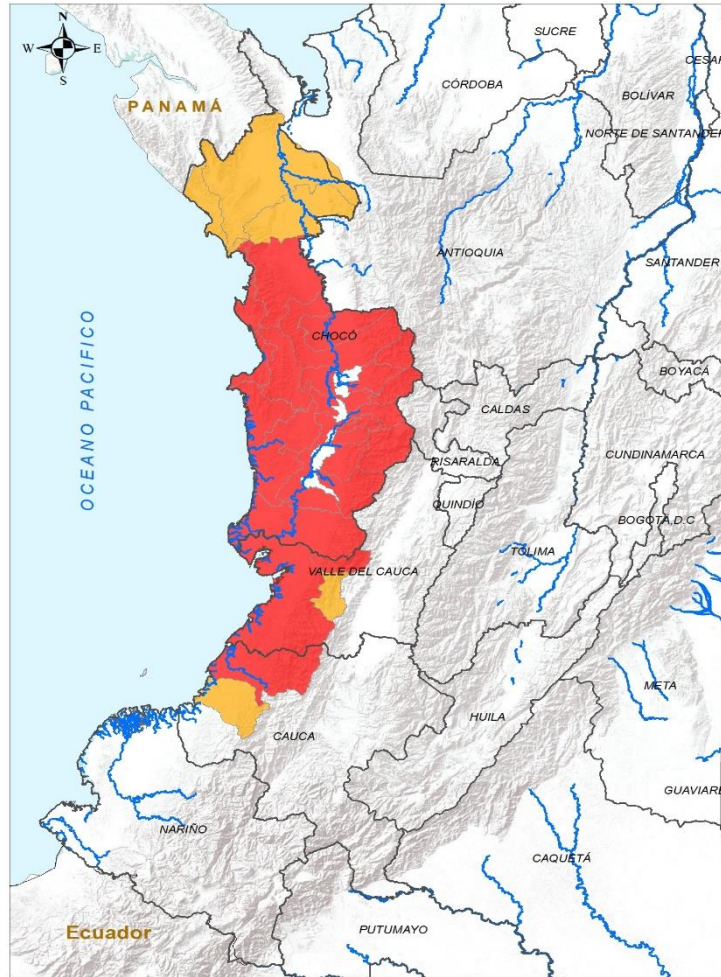 SUCRE
N
W E
S
CESAR
CÓRDOBA
BOLÍVAR
PANAMÁ
NORTE DE SANTANDER
ANTIOQUIA
SANTANDER
OCEANO PACIFICO
CHOCÓ
BOYACÁ
CALDAS
CUNDINAMARCA
RISARALDA
QUINDÍO
BOGOTÁ, D.C
TOLIMA
VALLE DEL CAUCA
META
HUILA
CAUCA
GUAVIARE
NARIÑO
CAQUETÁ
Ecuador
PUTUMAYO